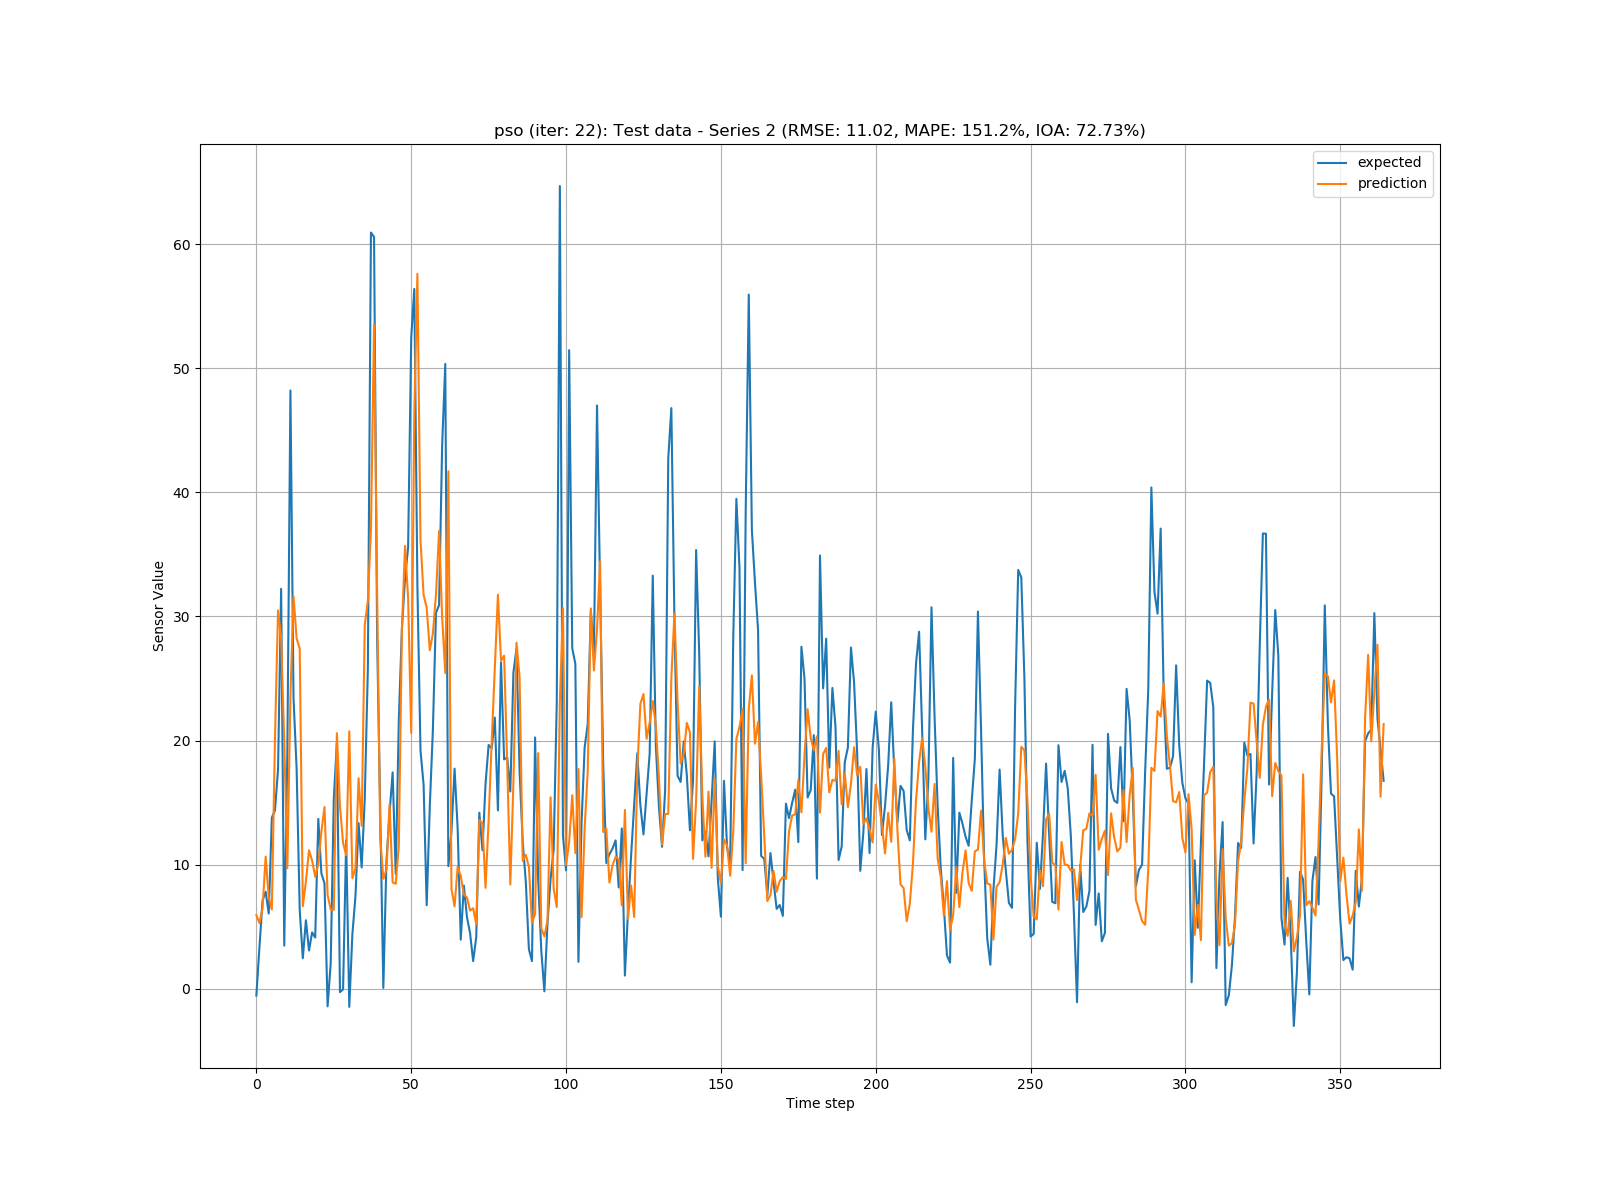 pso (iter: 22): Test data - Series 2 (RMSE: 11.02, MAPE: 151.2%, IOA: 72.73%)
expected
prediction
Sensor Value
60
50
40
30
20
10
0
0 50 100 150 200 250 300 350
Time step